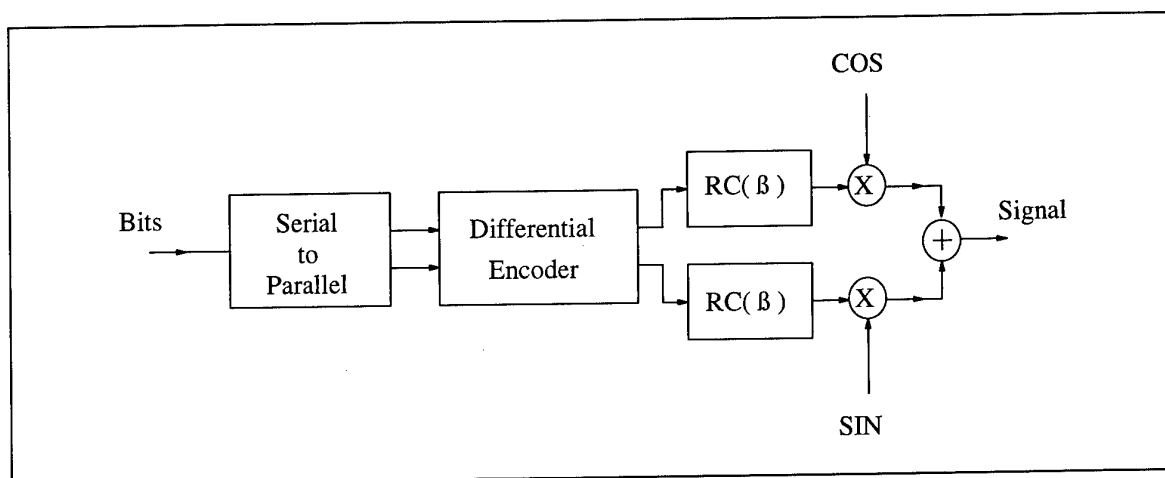 COS
RC( ß )
X
Bits
Serial
to
Parallel
Differential
Encoder
+
Signal
RC( ß )
X
SIN